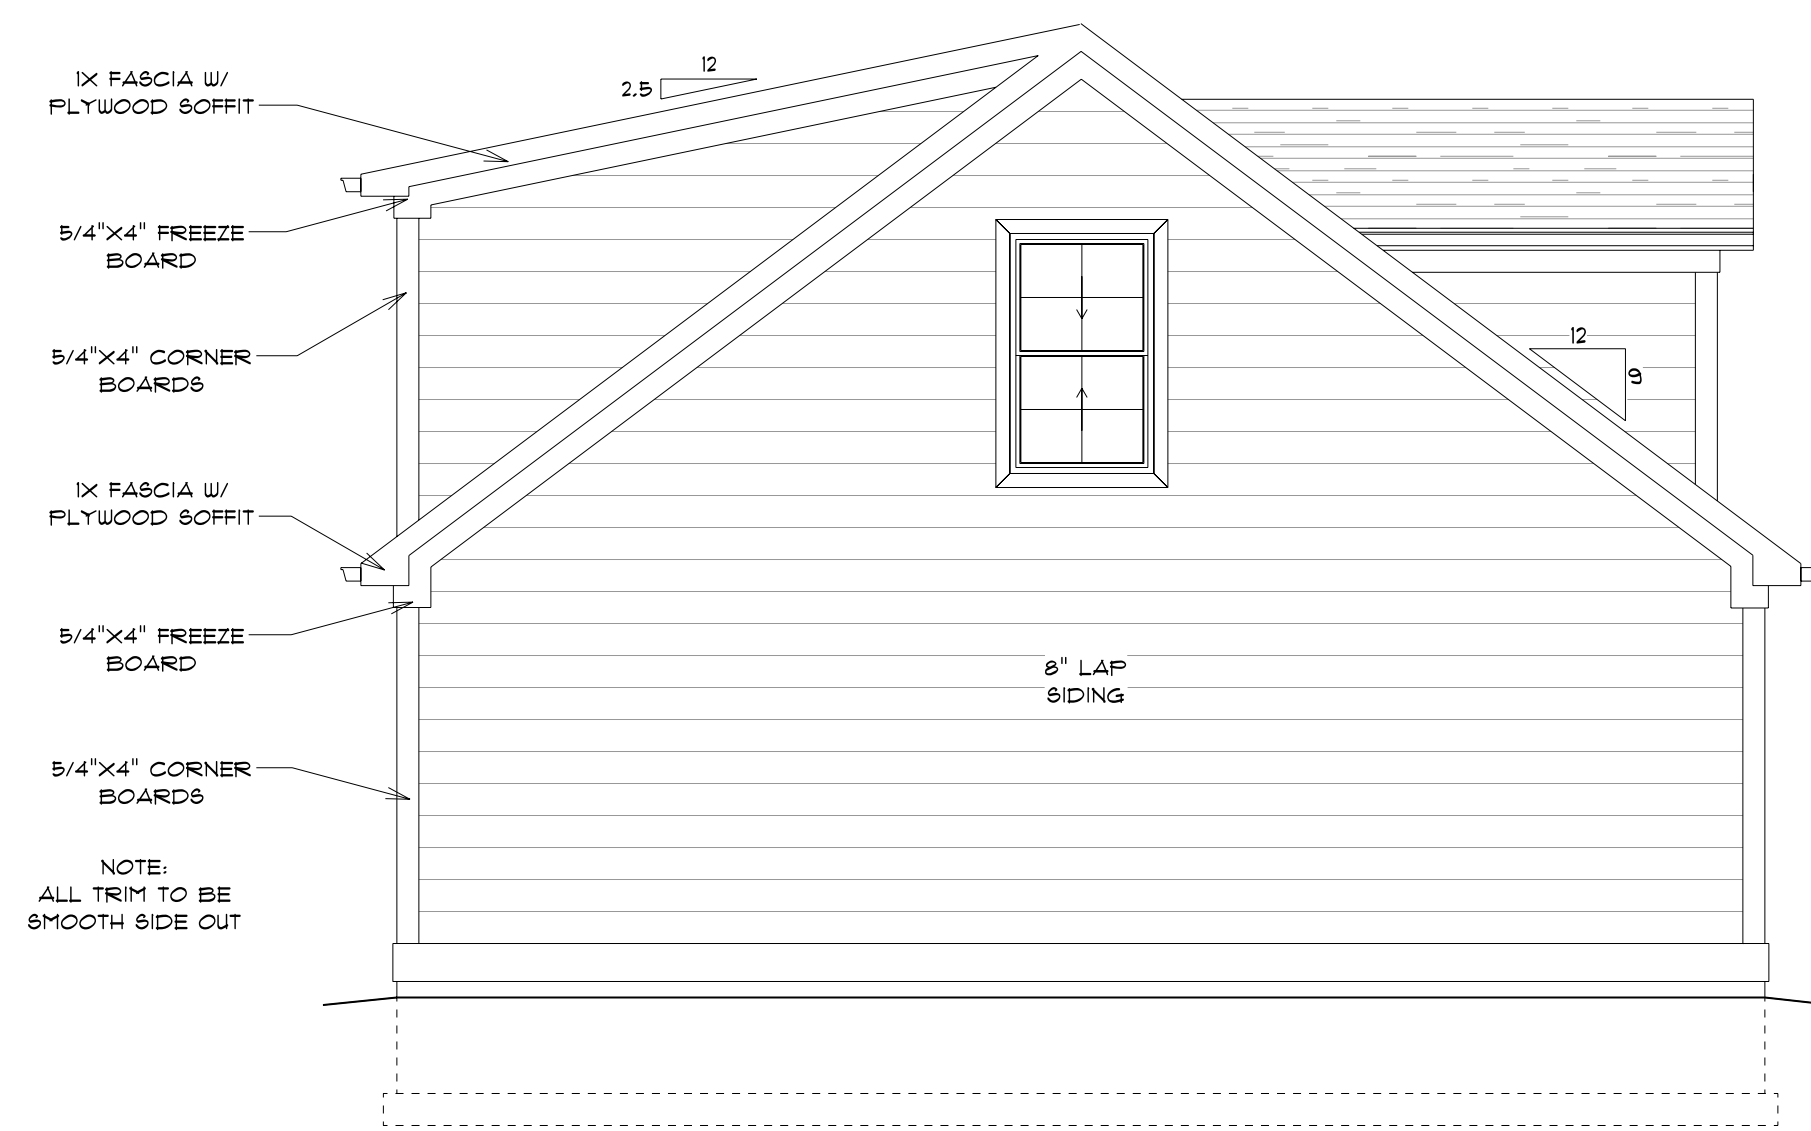 1X FASCIA W/
PLYWOOD SOFFIT
12
2.5
5/4"X4" FREEZE
BOARD
5/4"X4" CORNER
BOARDS
12
9
1X FASCIA W/
PLYWOOD SOFFIT
5/4"X4" FREEZE
BOARD
8" LAP
SIDING
5/4"X4" CORNER
BOARDS
NOTE:
ALL TRIM TO BE
SMOOTH SIDE OUT